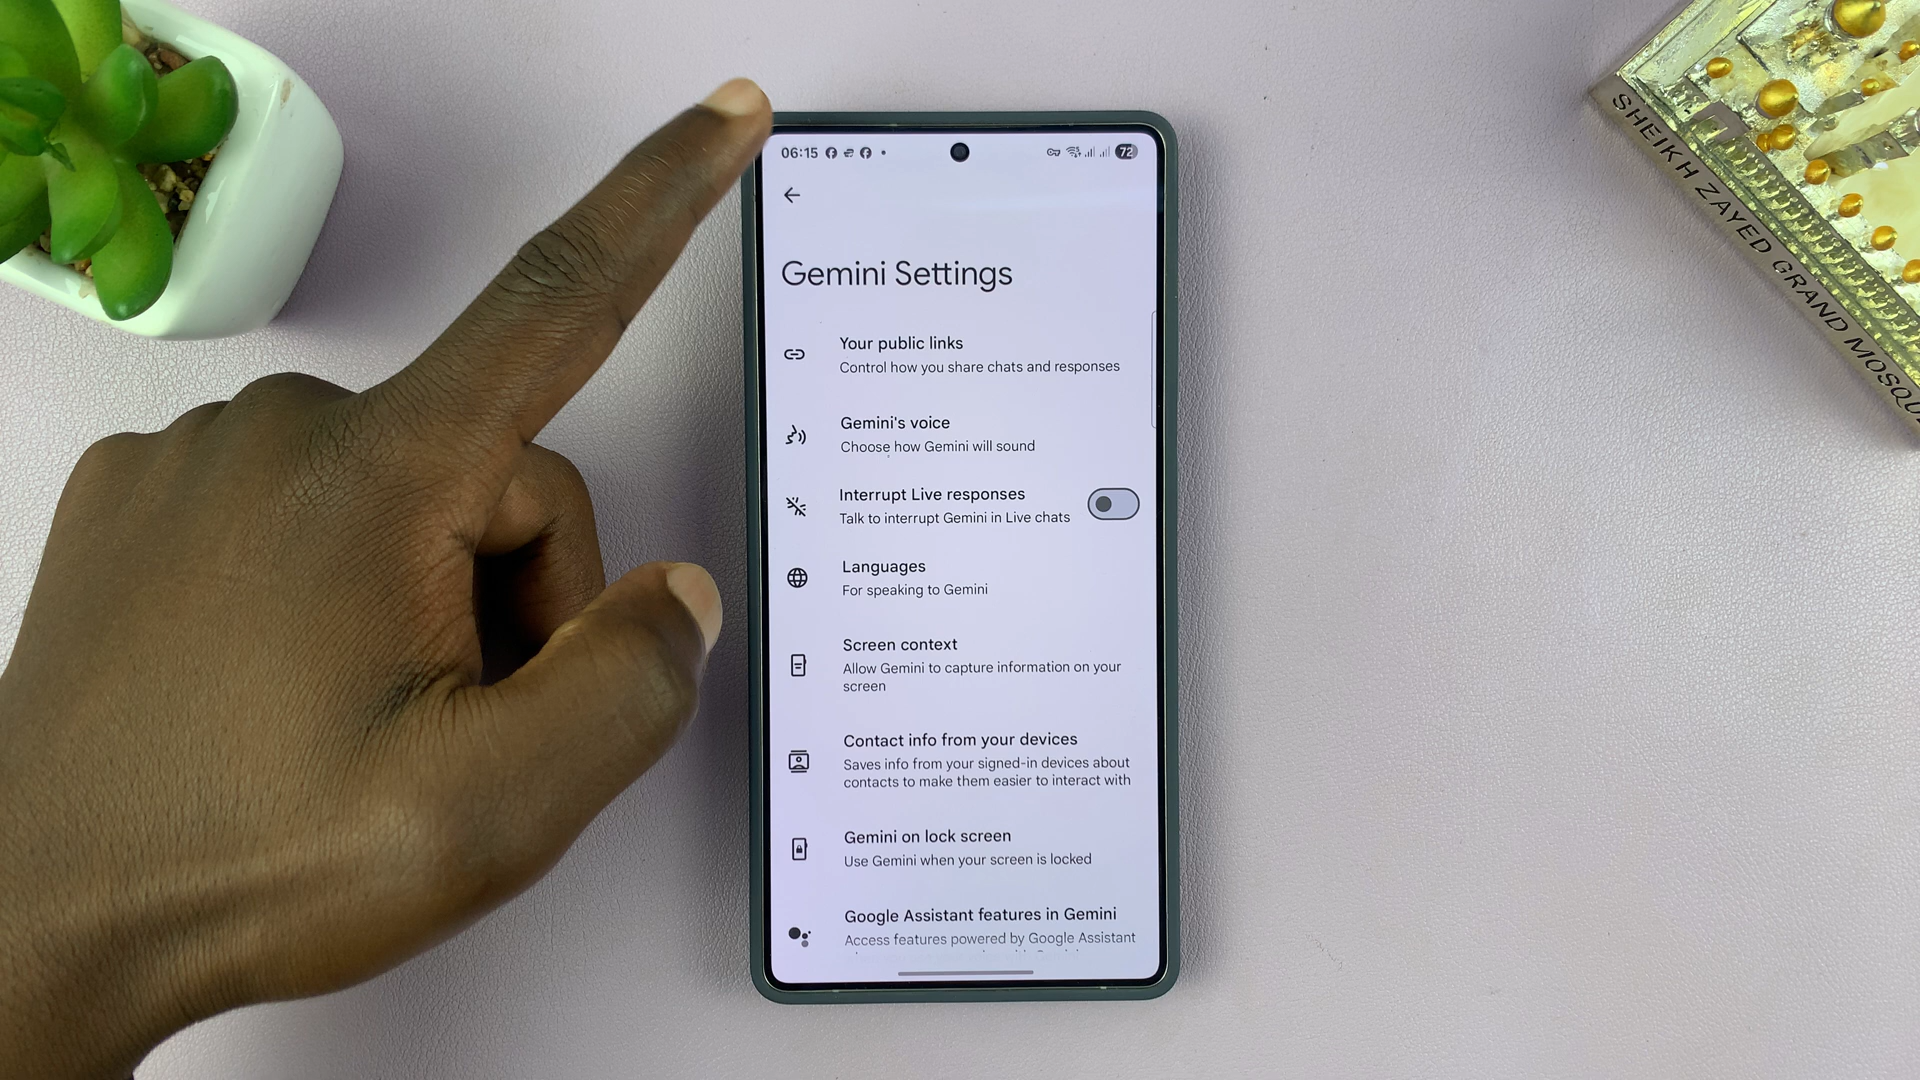 06:15
72
Gemini Settings
Your public links
Control how you share chats and responses
Gemini's voice
Choose how Gemini will sound
Interrupt Live responses
Talk to interrupt Gemini in Live chats
Languages
For speaking to Gemini
Screen context
Allow Gemini to capture information on your
screen
Contact info from your devices
Saves info from your signed-in devices about
contacts to make them easier to interact with
Gemini on lock screen
Use Gemini when your screen is locked
Google Assistant features in Gemini
Access features powered by Google Assistant
SHEIKH ZAYED GRAND MOSQU